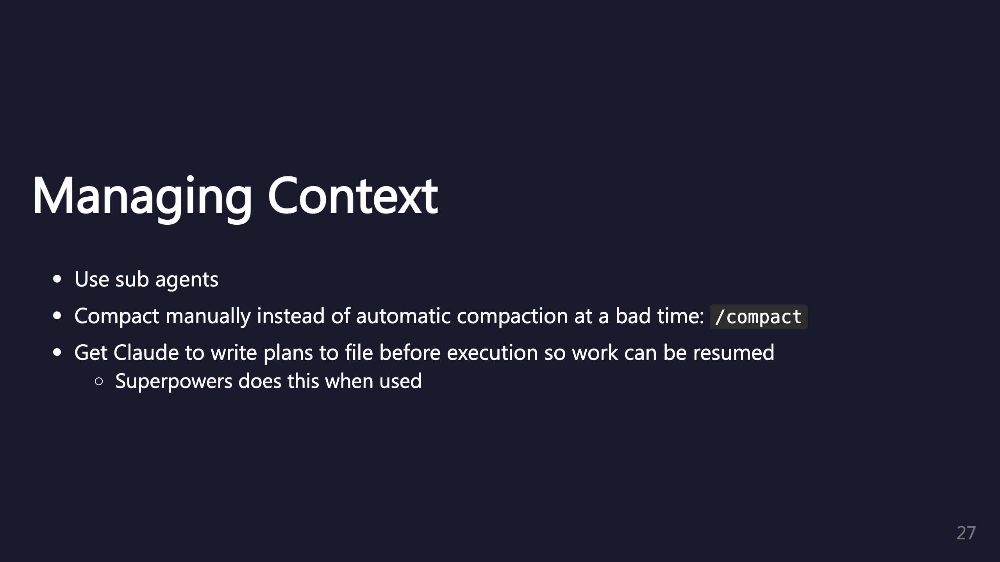 Managing Context
• Use sub agents
• Compact manually instead of automatic compaction at a bad time: /compact
• Get Claude to write plans to file before execution so work can be resumed
○ Superpowers does this when used
27